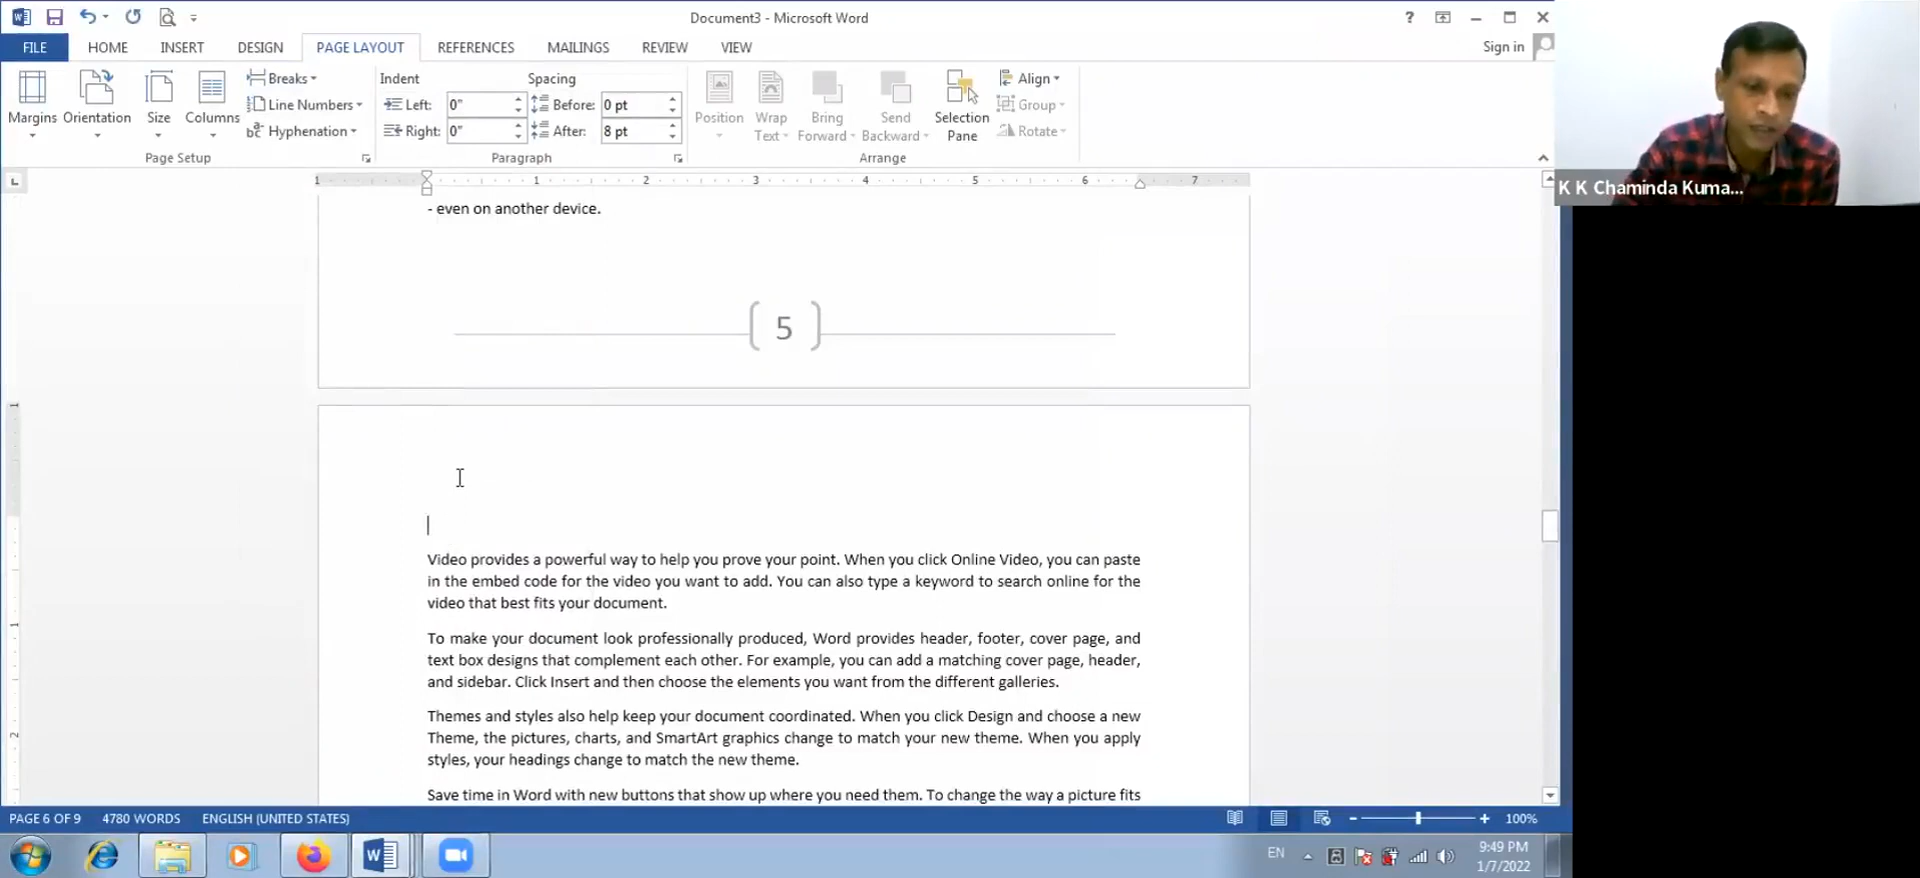 Document3 - Microsoft Word
?
FILE
HOME
INSERT
DESIGN
PAGE LAYOUT
REFERENCES
MAILINGS
REVIEW
VIEW
Sign in
Margins
Orientation
Size
Columns
Breaks
Line Numbers
Hyphenation
Page Setup
Indent
Left: 0"
Right: 0"
Spacing
Before: 0 pt
After: 8 pt
Paragraph
Position
Wrap
Text
Bring
Forward
Send
Backward
Selection
Pane
Align
Group
Rotate
Arrange
K K Chaminda Kuma...
1 1 2 3 4 5 6 7
- even on another device.
5
1
Video provides a powerful way to help you prove your point. When you click Online Video, you can paste
in the embed code for the video you want to add. You can also type a keyword to search online for the
video that best fits your document.
1
To make your document look professionally produced, Word provides header, footer, cover page, and
text box designs that complement each other. For example, you can add a matching cover page, header,
and sidebar. Click Insert and then choose the elements you want from the different galleries.
Themes and styles also help keep your document coordinated. When you click Design and choose a new
Theme, the pictures, charts, and SmartArt graphics change to match your new theme. When you apply
2
styles, your headings change to match the new theme.
Save time in Word with new buttons that show up where you need them. To change the way a picture fits
PAGE 6 OF 9
4780 WORDS
ENGLISH (UNITED STATES)
100%
EN
9:49 PM
1/7/2022